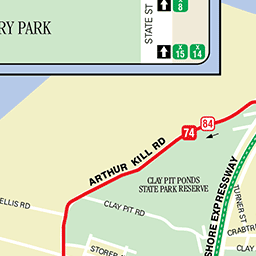 RY PARK
STATE ST
X
8
X
15
X
14
84
74
ARTHUR KILL RD
CLAY PIT PONDS
STATE PARK RESERVE
SHORE EXPRESSWAY
TURNER ST
ELLIS RD
CLAY PIT RD
CRABTRE
STORER A